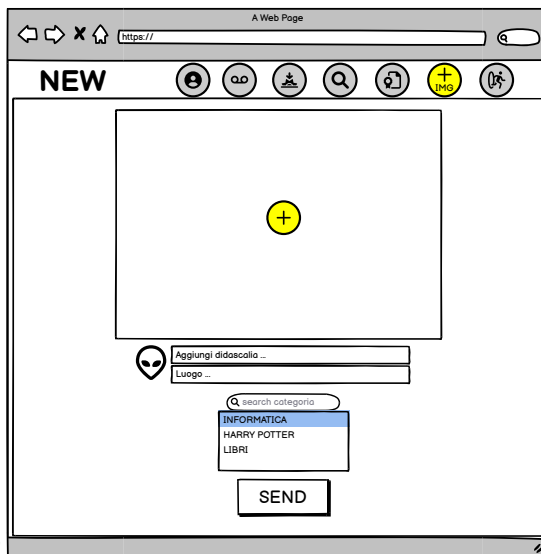 A Web Page
https://
NEW
IMG
Aggiungi didascalia ...
Luogo ...
search categoria
INFORMATICA
HARRY POTTER
LIBRI
SEND